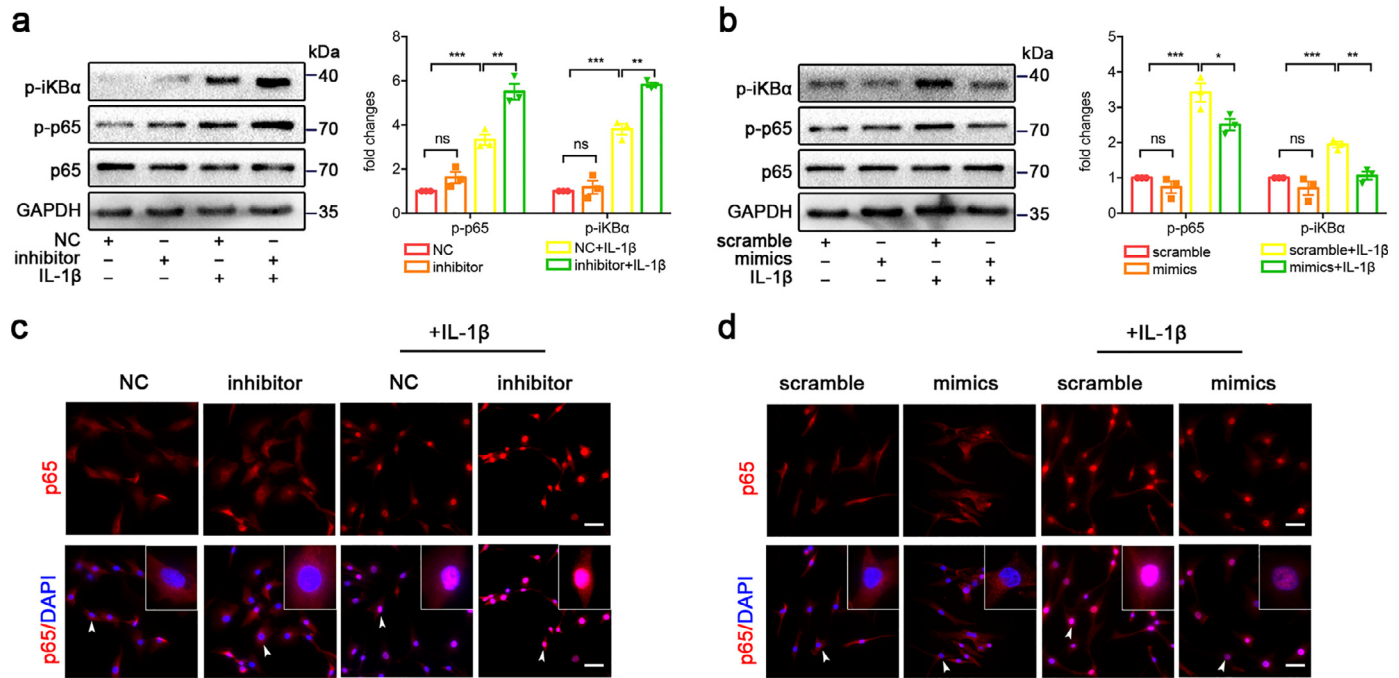 a
kDa
p-iKBα
40
p-p65
70
p65
70
GAPDH
35
NC + − + −
inhibitor − + − +
IL-1β − − + +
fold changes
8
6
4
2
0
*** ** *** **
ns ns
p-p65 p-iKBα
NC NC+IL-1β
inhibitor inhibitor+IL-1β
b
kDa
p-iKBα
40
p-p65
70
p65
70
GAPDH
35
scramble + − + −
mimics − + − +
IL-1β − − + +
fold changes
5
4
3
2
1
0
*** * *** **
ns ns
p-p65 p-iKBα
scramble scramble+IL-1β
mimics mimics+IL-1β
c
+IL-1β
NC inhibitor NC inhibitor
p65
p65/DAPI
d
+IL-1β
scramble mimics scramble mimics
p65
p65/DAPI